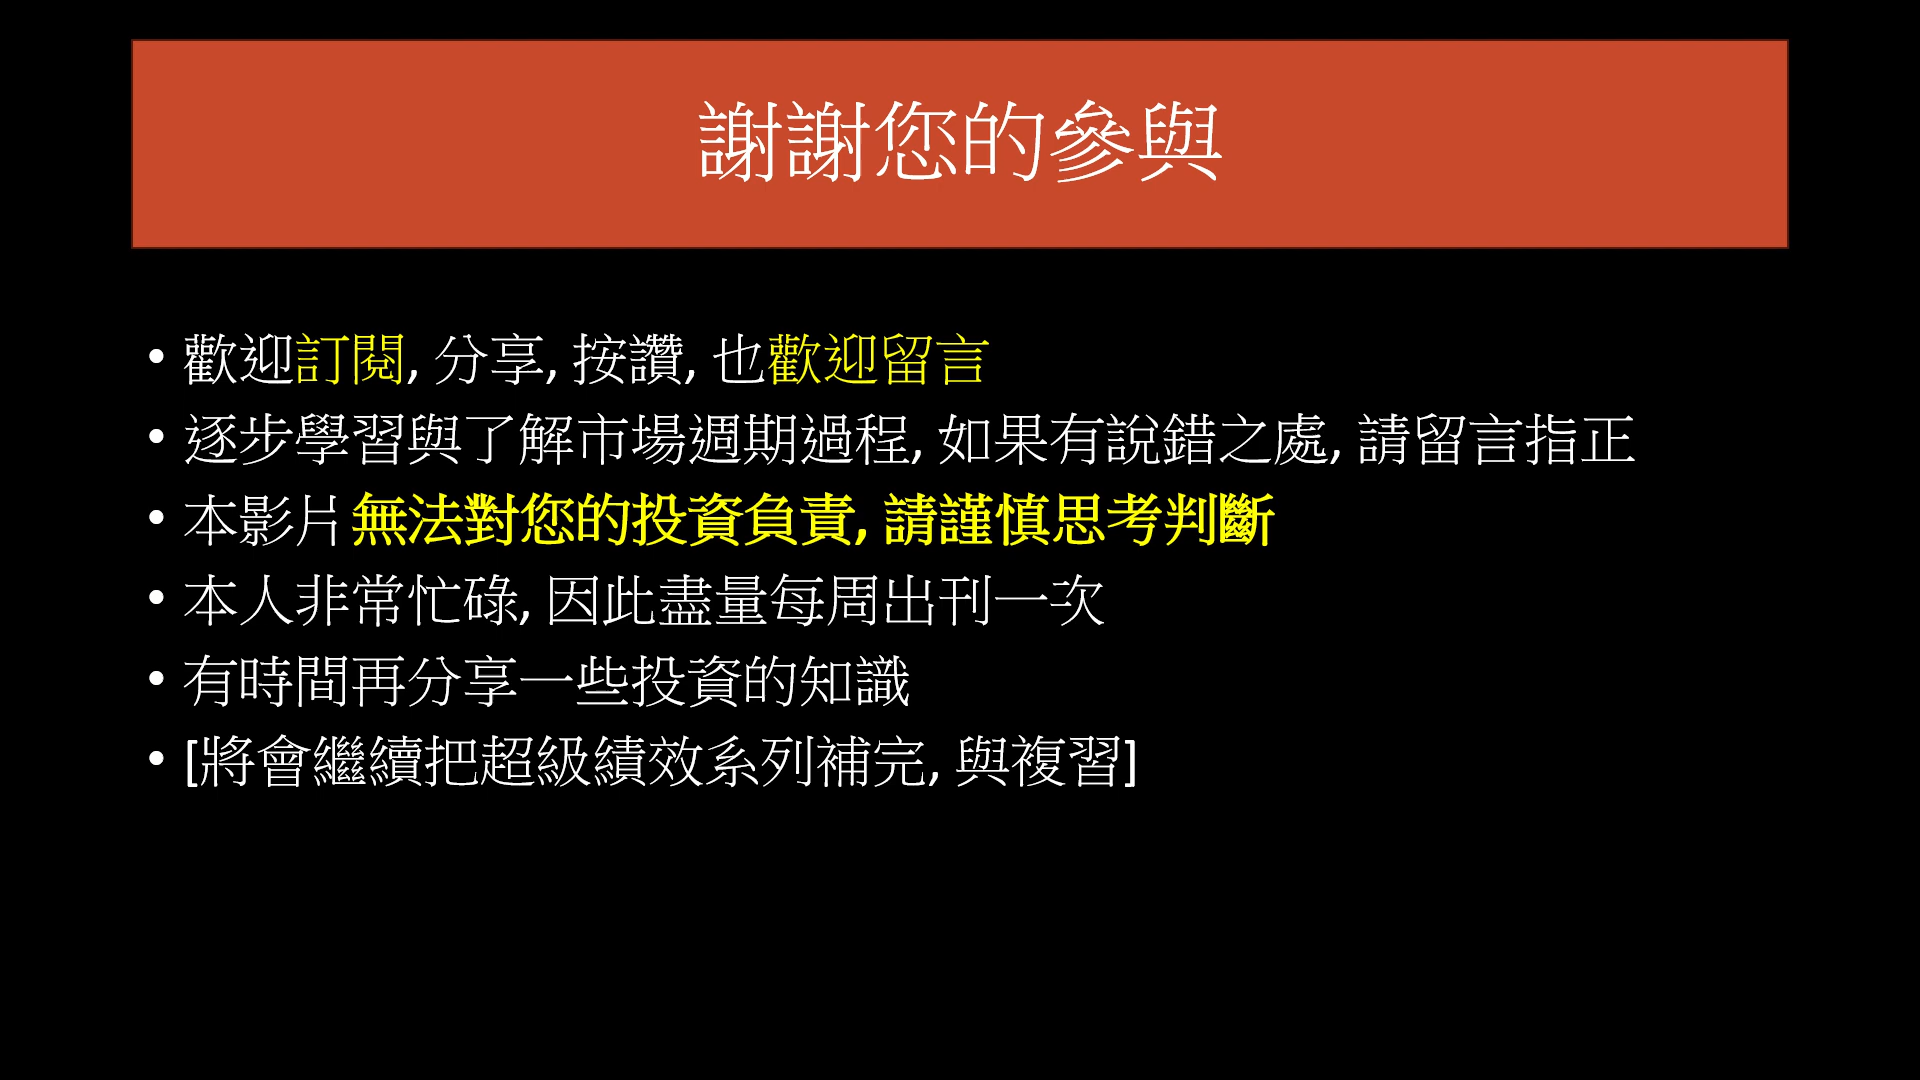 謝謝您的參與
• 歡迎訂閱, 分享, 按讚, 也歡迎留言
• 逐步學習與了解市場週期過程, 如果有說錯之處, 請留言指正
• 本影片無法對您的投資負責, 請謹慎思考判斷
• 本人非常忙碌, 因此盡量每周出刊一次
• 有時間再分享一些投資的知識
• [將會繼續把超級績效系列補完, 與複習]